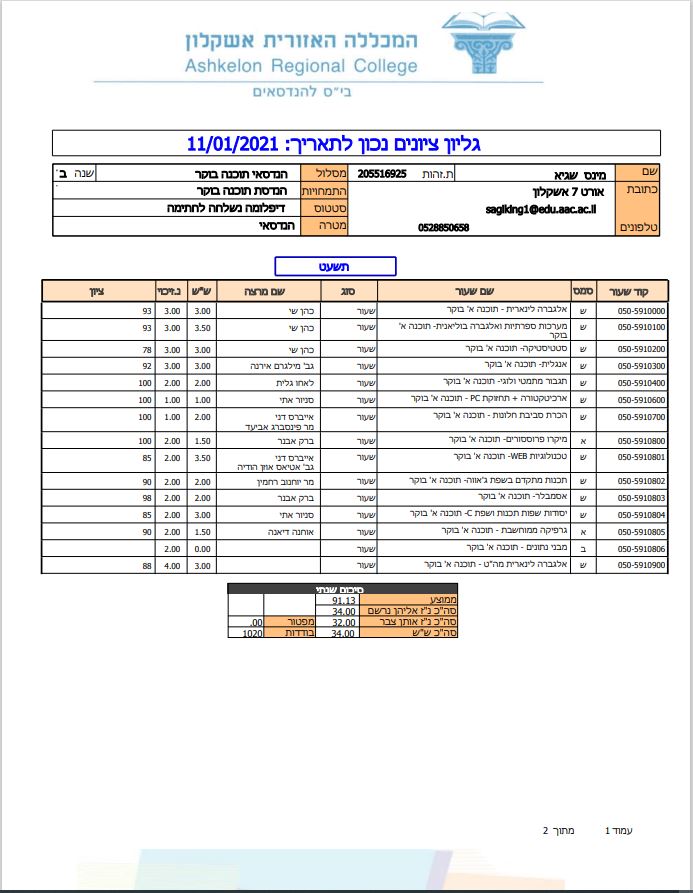 המכללה האזורית אשקלון
Ashkelon Regional College
בי״ס להנדסאים
גליון ציונים נכון לתאריך: 11/01/2021
שם מינס שגיא ת.זהות 205516925 מסלול הנדסאי תוכנה בוקר שנה ב`
כתובת אורט 7 אשקלון התמחויות הנדסת תוכנה בוקר
sagiking1@edu.aac.ac.il סטטוס דיפלומה נשלחה לחתימה
טלפונים 0528850658 מטרה הנדסאי
תשעט
קוד שעור סמס שם שעור סוג שם מרצה ש״ש נ.זיכוי ציון
050-5910000 ש אלגברה לינארית - תוכנה א' בוקר שעור כהן שי 3.00 3.00 93
050-5910100 ש מערכות ספרתיות ואלגברה בוליאנית- תוכנה א' שעור כהן שי 3.50 3.00 93
בוקר
050-5910200 ש סטטיסטיקה- תוכנה א' בוקר שעור כהן שי 3.00 3.00 78
050-5910300 ש אנגלית- תוכנה א' בוקר שעור גב' מילגרם אירנה 3.00 3.00 92
050-5910400 ש תגבור מתמטי ולוגי- תוכנה א' בוקר שעור לאחו גלית 2.00 2.00 100
050-5910600 ש ארכיטקטורה + תחזוקת PC - תוכנה א' בוקר שעור סניור אתי 1.00 1.00 100
050-5910700 ש הכרת סביבת חלונות - תוכנה א' בוקר שעור אייברס דני 2.00 1.00 100
מר פינסברג אביעד
050-5910800 א מיקרו פרוססורים- תוכנה א' בוקר שעור ברק אבנר 1.50 2.00 100
050-5910801 ש טכנולוגיות WEB- תוכנה א' בוקר שעור אייברס דני 3.50 2.00 85
גב' אטיאס אוזן הודיה
050-5910802 ש תכנות מתקדם בשפת ג'אווה- תוכנה א' בוקר שעור מר יוחנוב רחמין 2.00 2.00 90
050-5910803 ש אסמבלר- תוכנה א' בוקר שעור ברק אבנר 2.00 2.00 98
050-5910804 ש יסודות שפות תכנות ושפת C- תוכנה א' בוקר שעור סניור אתי 3.00 2.00 85
050-5910805 א גרפיקה ממוחשבת - תוכנה א' בוקר שעור אוחנה דיאנה 1.50 2.00 90
050-5910806 ב מבני נתונים - תוכנה א' בוקר שעור 0.00 2.00
050-5910900 ש אלגברה לינארית מה"ט - תוכנה א' בוקר שעור 3.00 4.00 88
סיכום שנתי
ממוצע 91.13
סה"כ נ"ז אליהן נרשם 34.00
סה"כ נ"ז אותן צבר 32.00 מפטור .00
סה"כ ש"ש 34.00 בודדות 1020
עמוד 1 מתוך 2